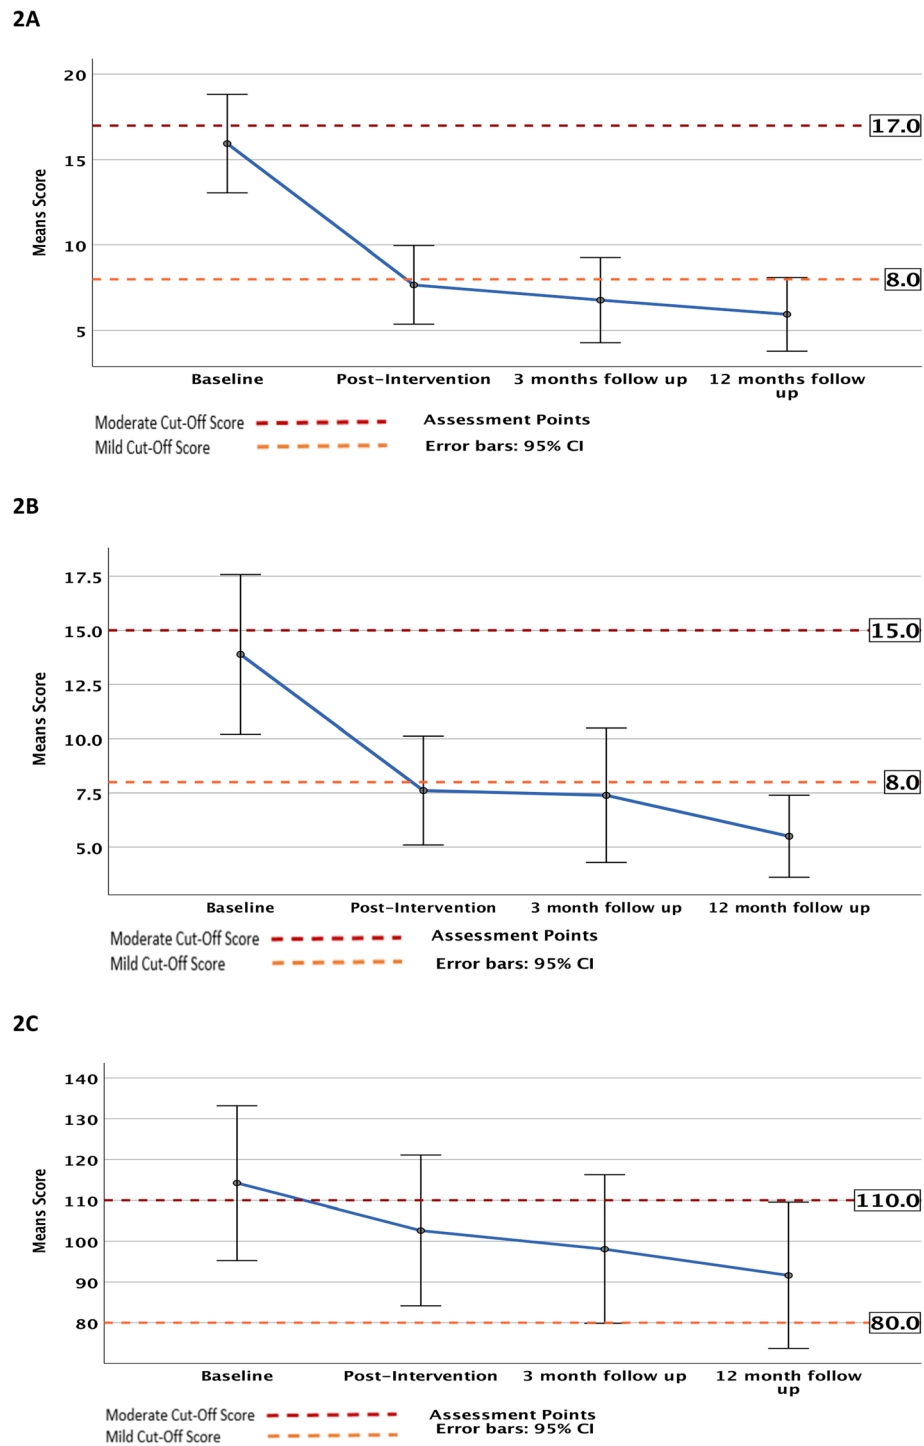 2A
Means Score
20
15
10
5
17.0
8.0
Baseline
Post-Intervention
3 months follow up
12 months follow
up
Moderate Cut-Off Score
Assessment Points
Mild Cut-Off Score
Error bars: 95% CI
2B
Means Score
17.5
15.0
12.5
10.0
7.5
5.0
15.0
8.0
Baseline
Post-Intervention
3 month follow up
12 month follow up
Moderate Cut-Off Score
Assessment Points
Mild Cut-Off Score
Error bars: 95% CI
2C
Means Score
140
130
120
110
100
90
80
110.0
80.0
Baseline
Post-Intervention
3 month follow up
12 month follow
up
Moderate Cut-Off Score
Assessment Points
Mild Cut-Off Score
Error bars: 95% CI